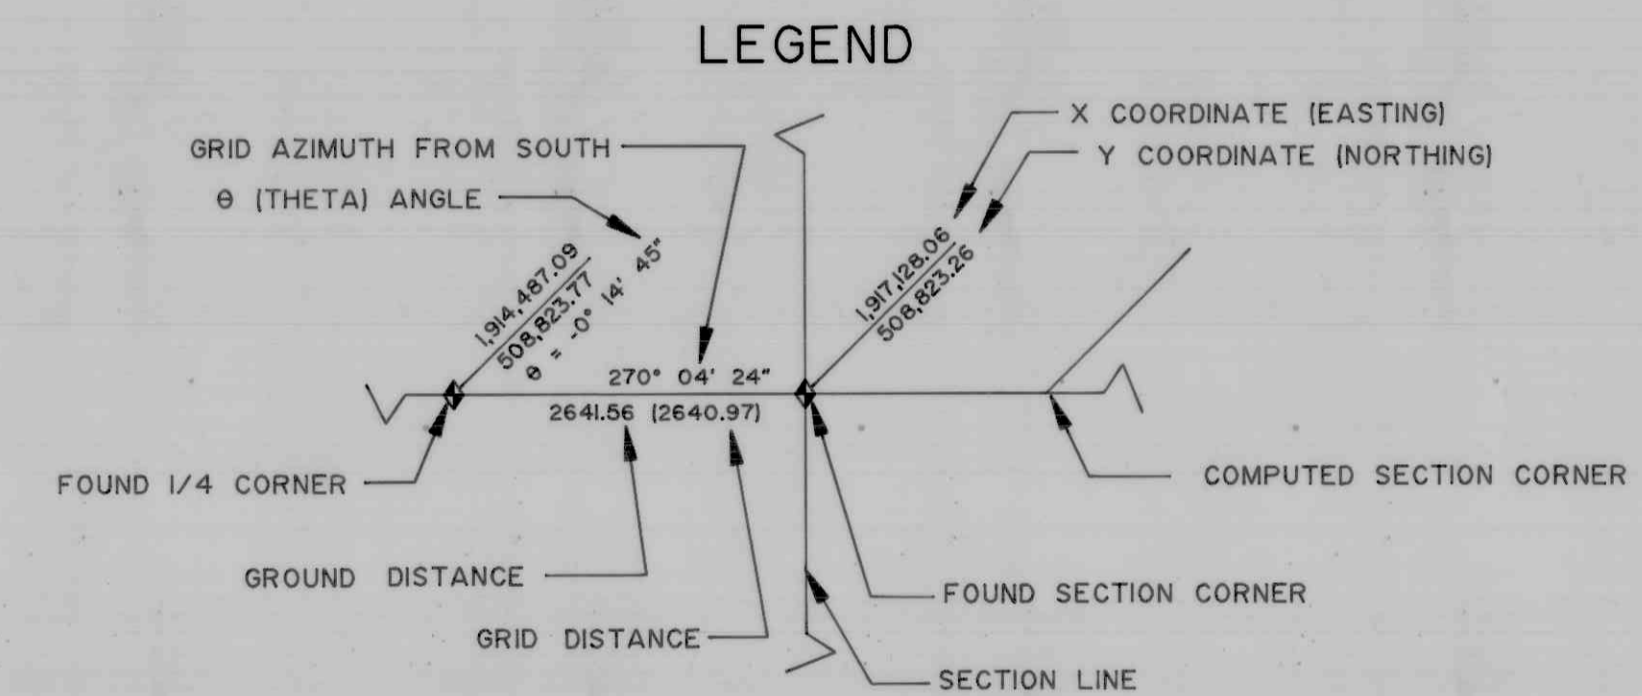 LEGEND
X COORDINATE (EASTING)
GRID AZIMUTH FROM SOUTH
Y COORDINATE (NORTHING)
θ (THETA) ANGLE
1,914,487.09
508,823.77
θ = -0° 14' 45"
1,917,128.06
508,823.26
270° 04' 24"
2641.56 (2640.97)
FOUND 1/4 CORNER
COMPUTED SECTION CORNER
GROUND DISTANCE
FOUND SECTION CORNER
GRID DISTANCE
SECTION LINE